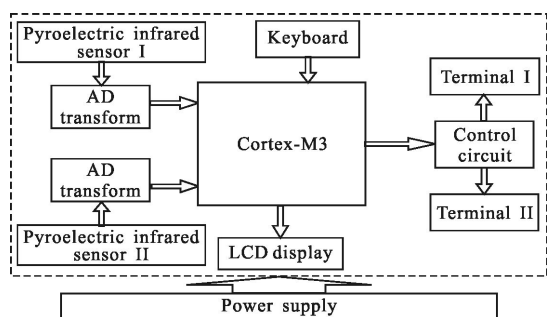 Pyroelectric infrared
sensor I
Keyboard
Terminal I
AD
transform
Cortex-M3
Control
circuit
AD
transform
Terminal II
Pyroelectric infrared
sensor II
LCD display
Power supply